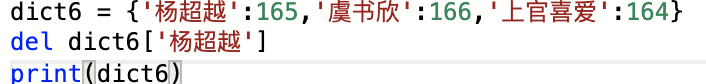 dict6 = {'杨超越':165,'虞书欣':166,'上官喜爱':164}
del dict6['杨超越']
print(dict6)